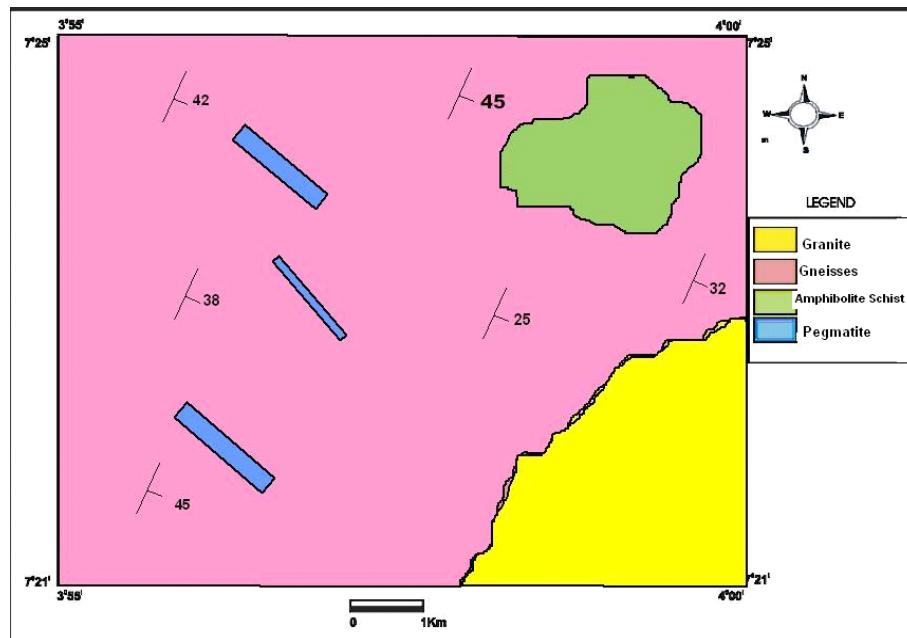 3°55' 4°00'
7°25' 7°25'
42 45
N
W E
S
m
LEGEND
Granite
Gneisses
Amphibolite Schist
Pegmatite
38 25 32
45
7°21' 7°21'
3°55' 4°00'
0 1Km